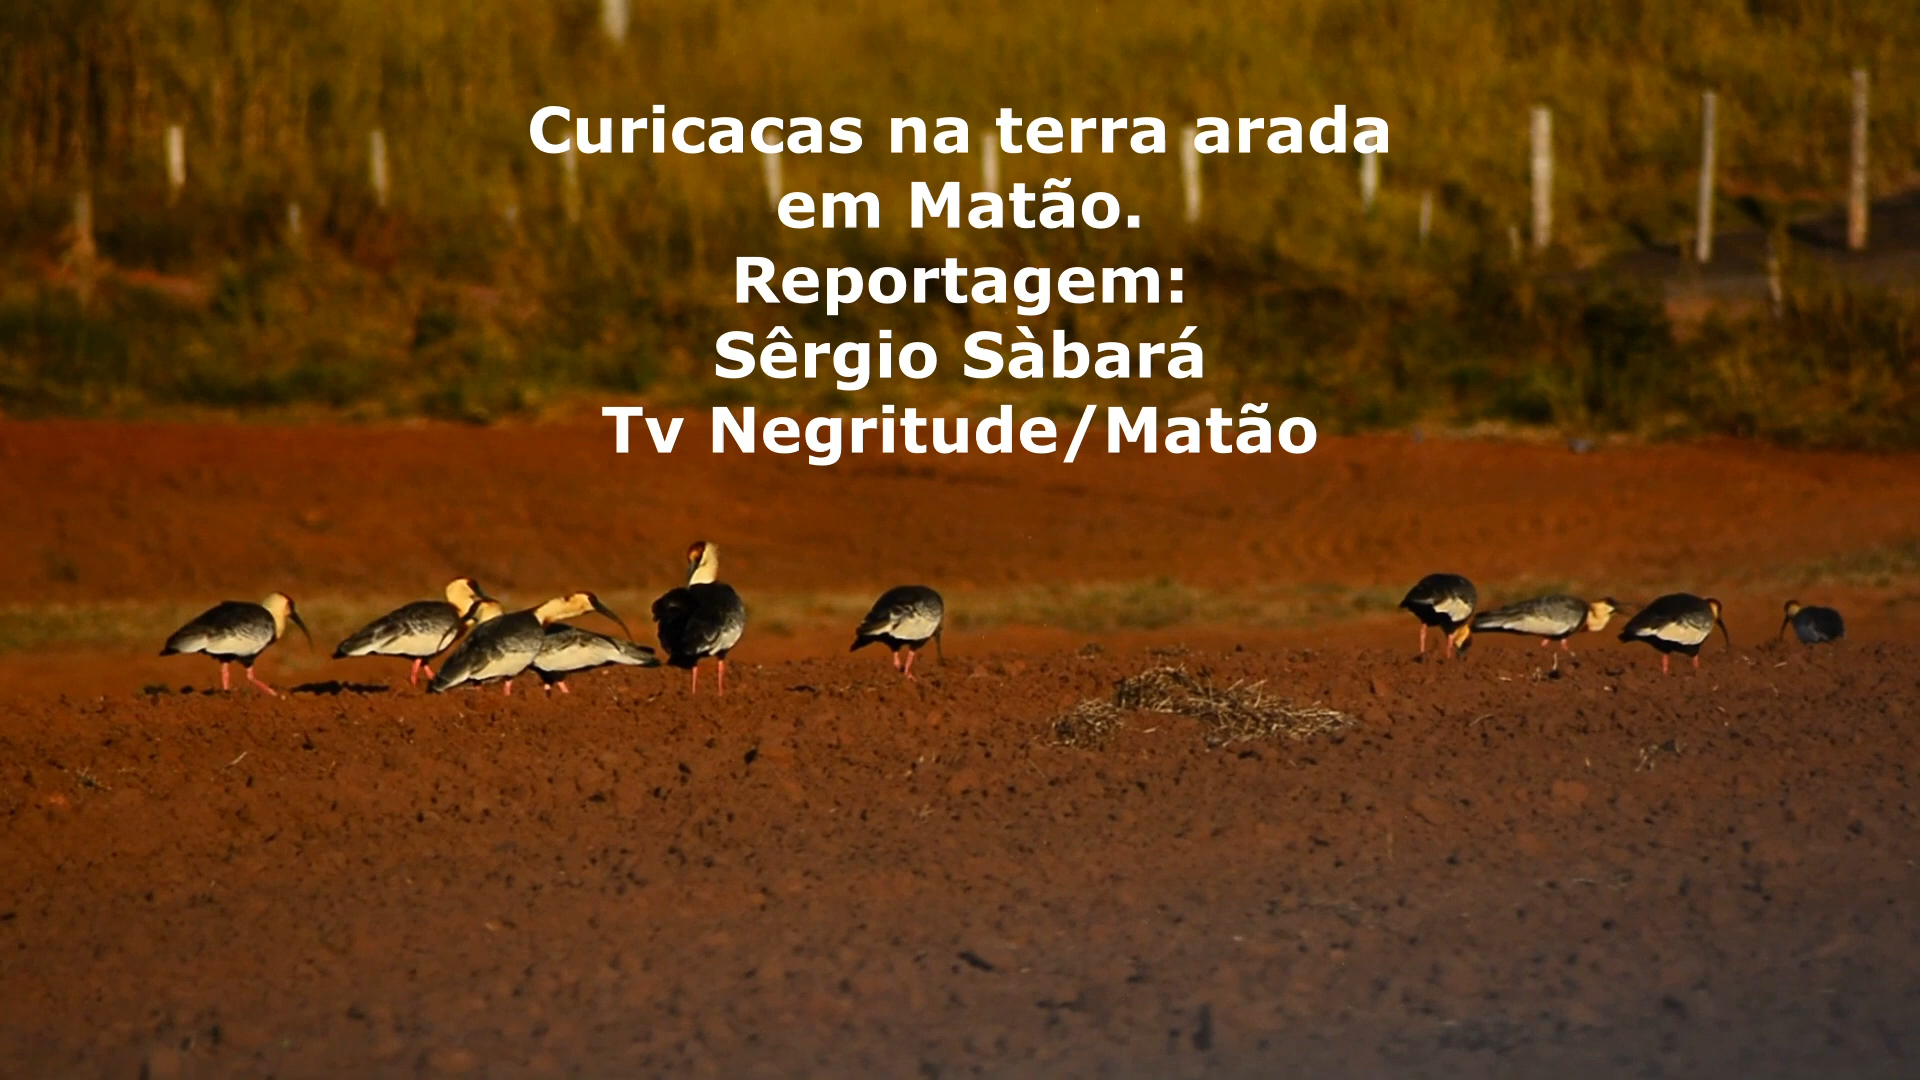 Curicacas na terra arada
em Matão.
Reportagem:
Sêrgio Sàbará
Tv Negritude/Matão